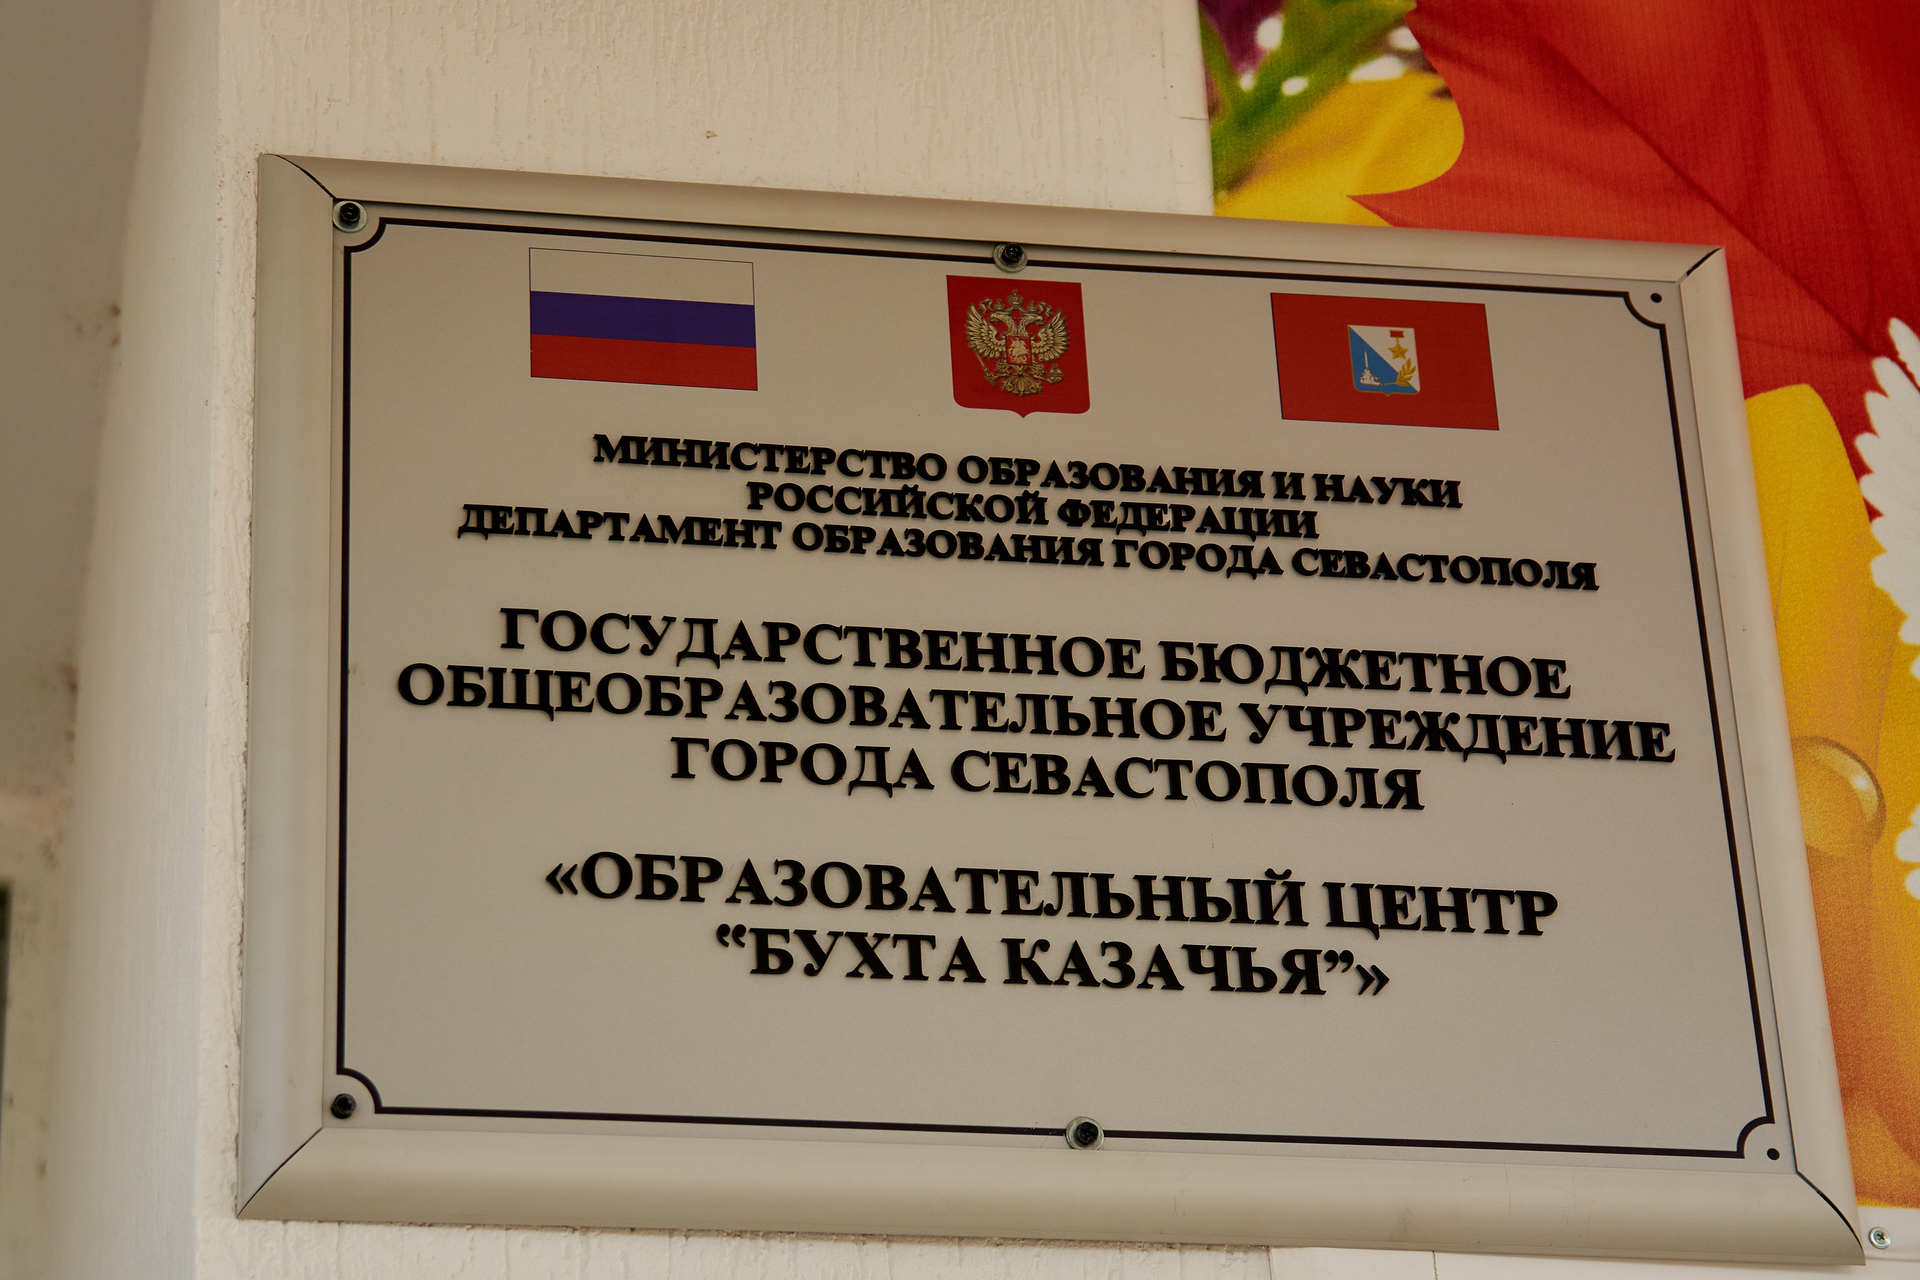 МИНИСТЕРСТВО ОБРАЗОВАНИЯ И НАУКИ
РОССИЙСКОЙ ФЕДЕРАЦИИ
ДЕПАРТАМЕНТ ОБРАЗОВАНИЯ ГОРОДА СЕВАСТОПОЛЯ
ГОСУДАРСТВЕННОЕ БЮДЖЕТНОЕ
ОБЩЕОБРАЗОВАТЕЛЬНОЕ УЧРЕЖДЕНИЕ
ГОРОДА СЕВАСТОПОЛЯ
«ОБРАЗОВАТЕЛЬНЫЙ ЦЕНТР
“БУХТА КАЗАЧЬЯ”»